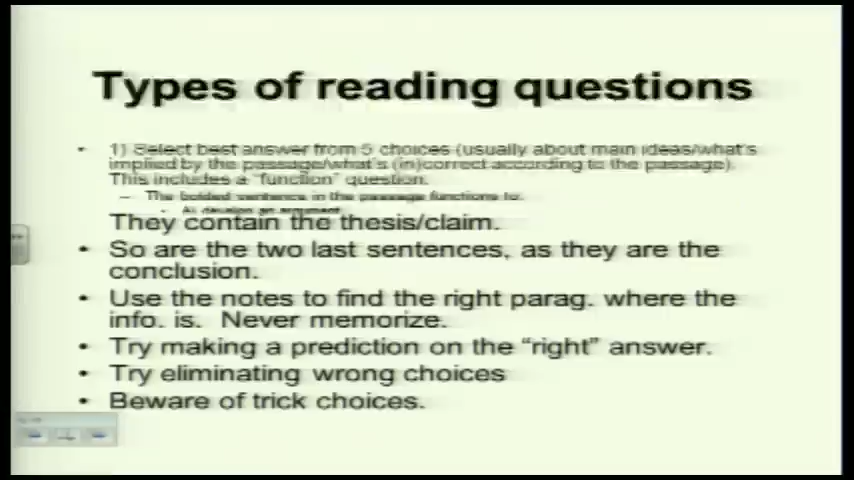 Types of reading questions
• 1) Select best answer from 5 choices (usually about main ideas/what's
implied by the passage/what's (in)correct according to the passage).
This includes a "function" question.
– The bolded sentence in the passage functions to:
They contain the thesis/claim.
• So are the two last sentences, as they are the
conclusion.
• Use the notes to find the right parag. where the
info. is. Never memorize.
• Try making a prediction on the "right" answer.
• Try eliminating wrong choices
• Beware of trick choices.